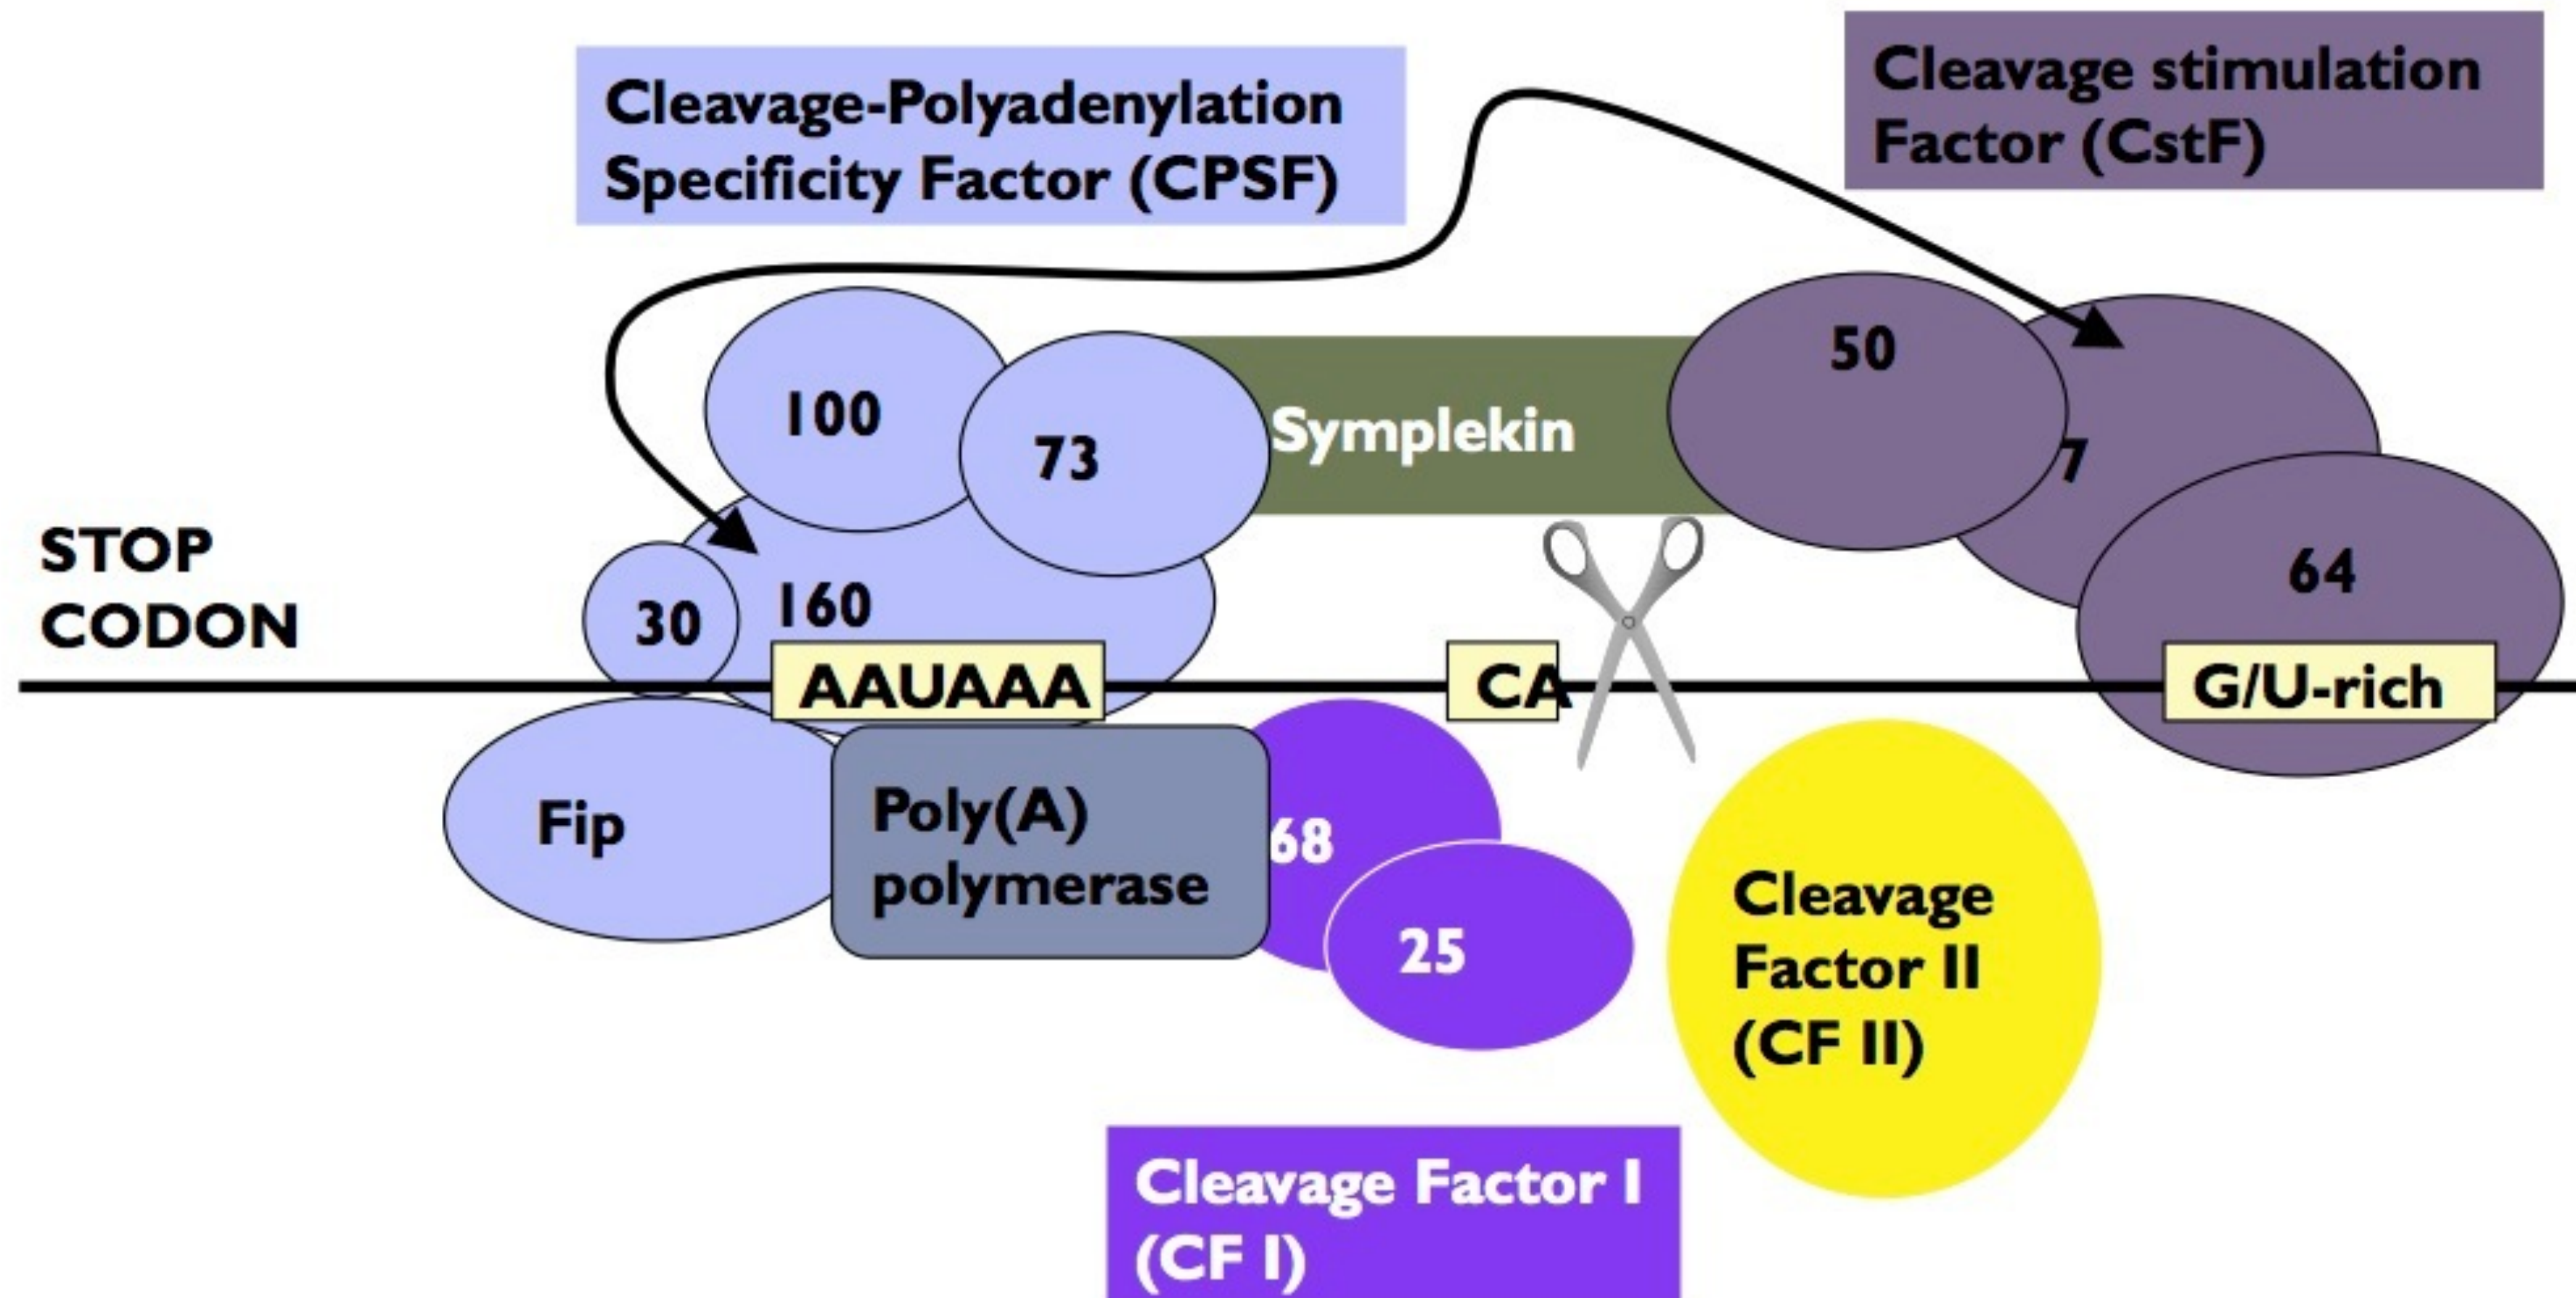 Cleavage-Polyadenylation
Specificity Factor (CPSF)
Cleavage stimulation
Factor (CstF)
100
73
Symplekin
50
7
64
STOP
CODON
30
160
AAUAAA
CA
G/U-rich
Fip
Poly(A)
polymerase
68
25
Cleavage
Factor II
(CF II)
Cleavage Factor I
(CF I)